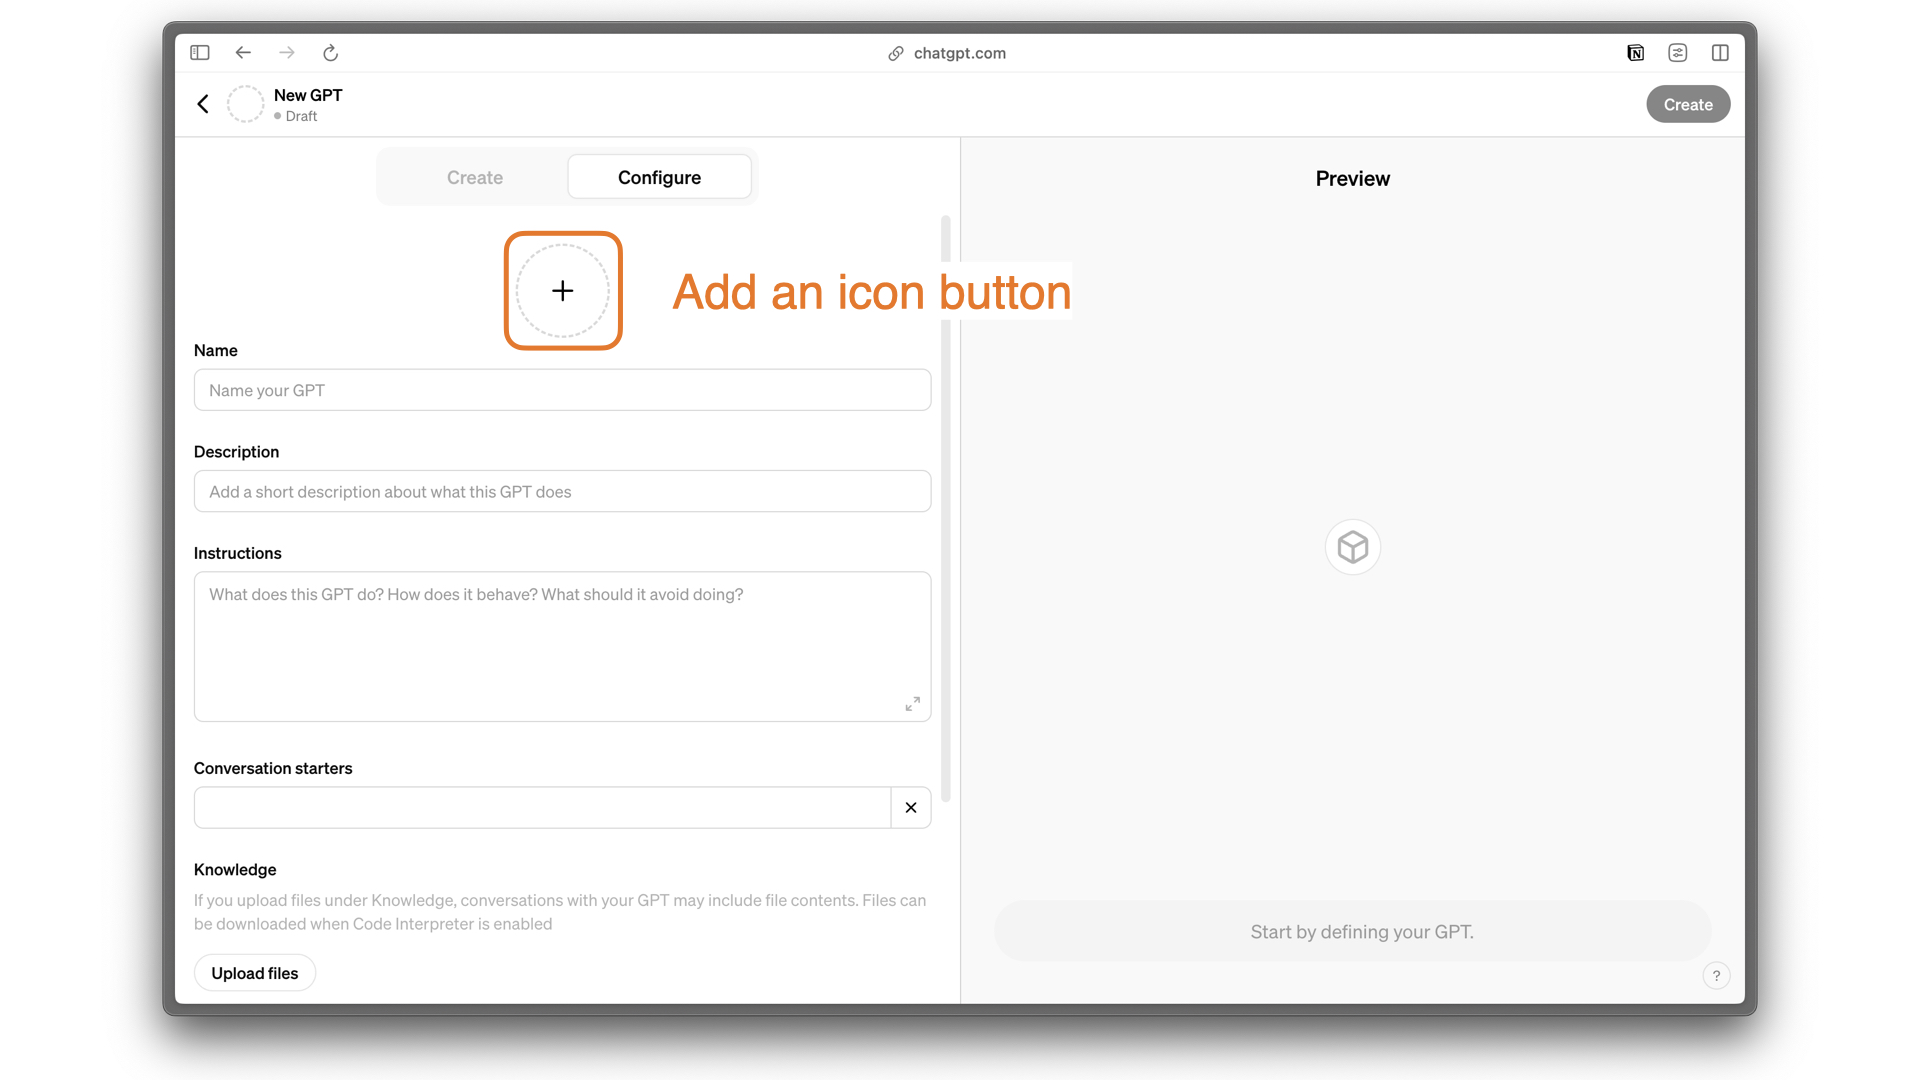 chatgpt.com
New GPT
Draft
Create
Create
Configure
Preview
Add an icon button
Name
Name your GPT
Description
Add a short description about what this GPT does
Instructions
What does this GPT do? How does it behave? What should it avoid doing?
Conversation starters
Knowledge
If you upload files under Knowledge, conversations with your GPT may include file contents. Files can
be downloaded when Code Interpreter is enabled
Upload files
Start by defining your GPT.
?